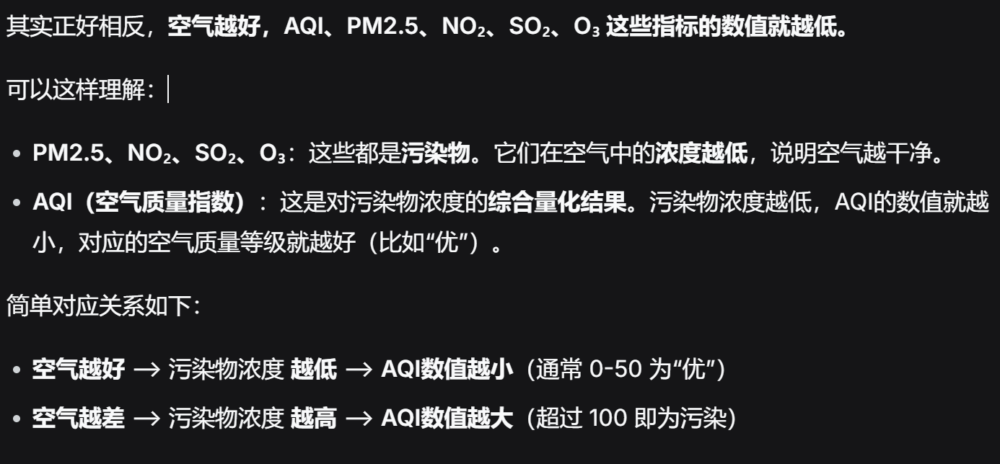 其实正好相反，空气越好，AQI、PM2.5、NO₂、SO₂、O₃ 这些指标的数值就越低。
可以这样理解：
• PM2.5、NO₂、SO₂、O₃：这些都是污染物。它们在空气中的浓度越低，说明空气越干净。
• AQI（空气质量指数）：这是对污染物浓度的综合量化结果。污染物浓度越低，AQI的数值就越
小，对应的空气质量等级就越好（比如“优”）。
简单对应关系如下：
• 空气越好 → 污染物浓度 越低 → AQI数值越小（通常 0-50 为“优”）
• 空气越差 → 污染物浓度 越高 → AQI数值越大（超过 100 即为污染）